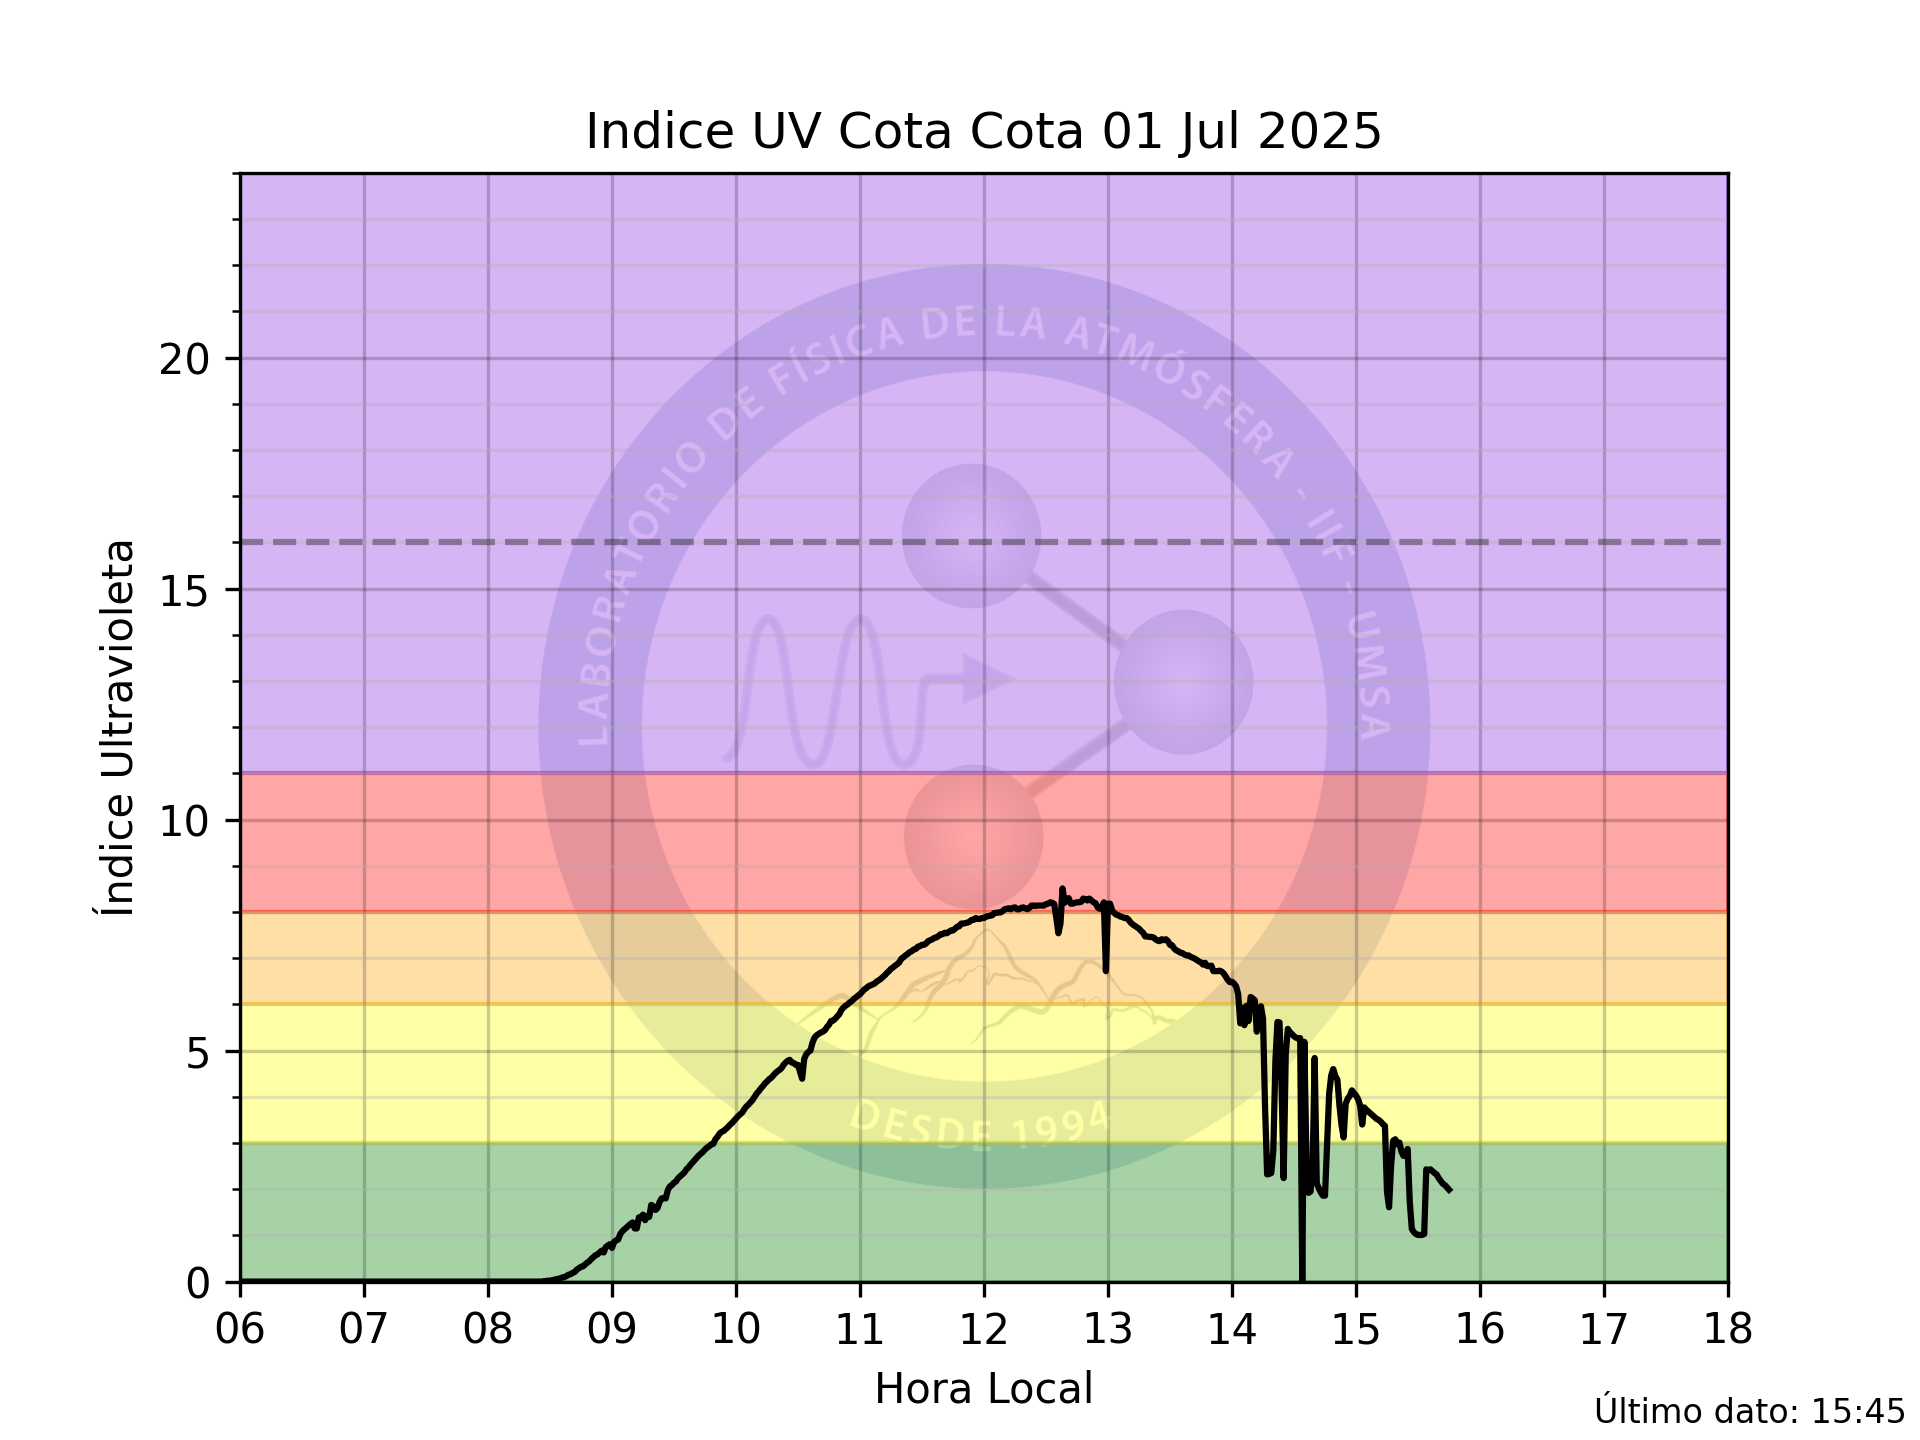 Indice UV Cota Cota 01 Jul 2025
LABORATORIO DE FÍSICA DE LA ATMÓSFERA - IIF - UMSA
DESDE 1994
Índice Ultravioleta
20
15
10
5
0
06 07 08 09 10 11 12 13 14 15 16 17 18
Hora Local
Último dato: 15:45